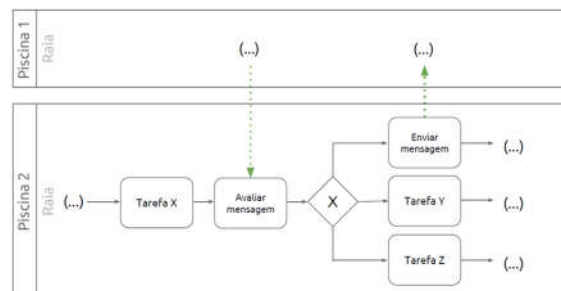 Piscina 1
Raia
(...)
(...)
Piscina 2
Raia
(...)
Tarefa X
Avaliar
mensagem
X
Enviar
mensagem
(...)
Tarefa Y
(...)
Tarefa Z
(...)